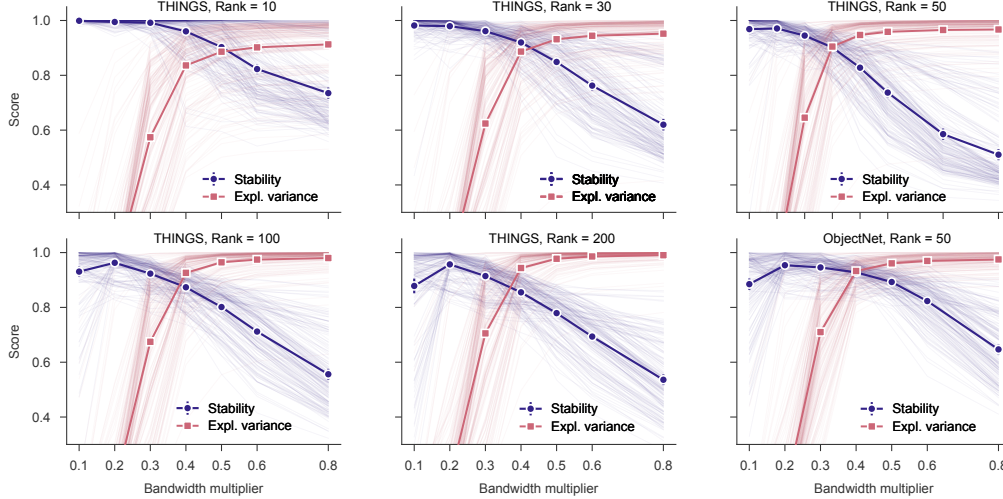 THINGS, Rank = 10
THINGS, Rank = 30
THINGS, Rank = 50
1.0
0.8
0.6
0.4
Score
Stability
Expl. variance
Stability
Expl. variance
Stability
Expl. variance
THINGS, Rank = 100
THINGS, Rank = 200
ObjectNet, Rank = 50
1.0
0.8
0.6
0.4
Score
Stability
Expl. variance
Stability
Expl. variance
Stability
Expl. variance
0.1 0.2 0.3 0.4 0.5 0.6 0.8
0.1 0.2 0.3 0.4 0.5 0.6 0.8
0.1 0.2 0.3 0.4 0.5 0.6 0.8
Bandwidth multiplier
Bandwidth multiplier
Bandwidth multiplier